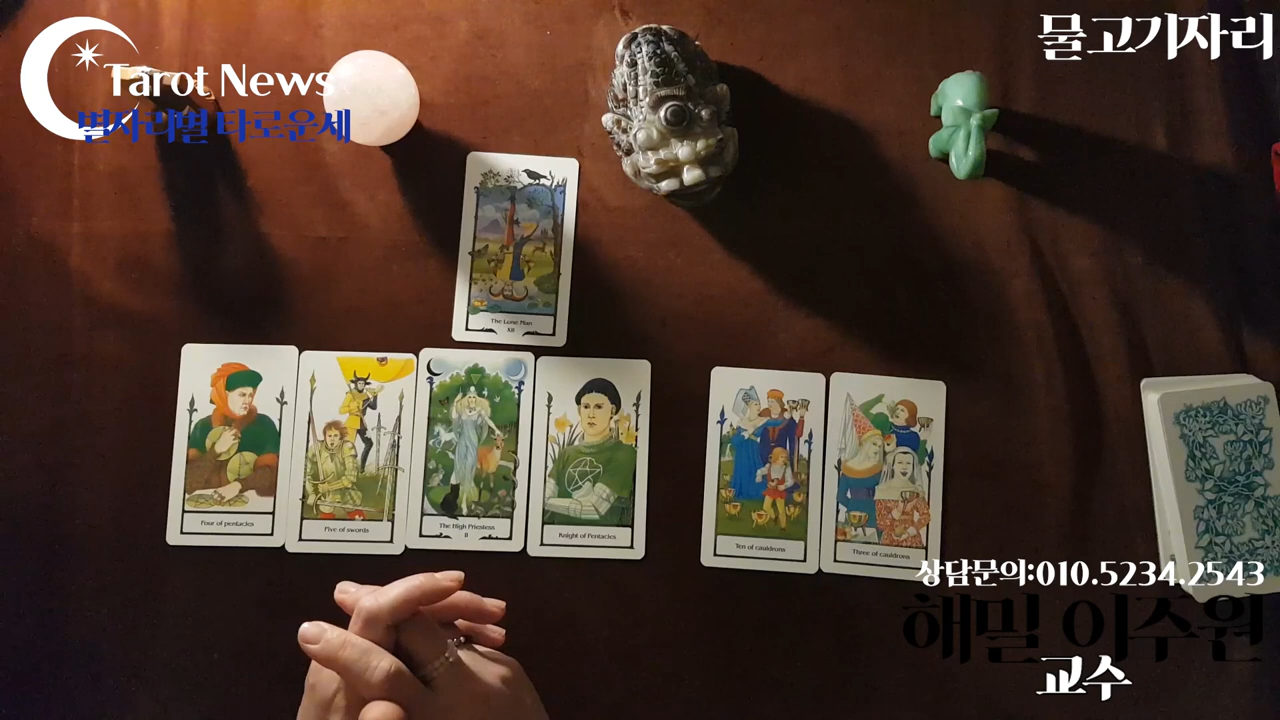 Tarot News
별자리별 타로운세
물고기자리
The Lone Man
XII
Four of pentacles
Five of swords
The High Priestess
II
Knight of Pentacles
Ten of cauldrons
Three of cauldrons
상담문의:010.5234.2543
해밀 이주원
교수